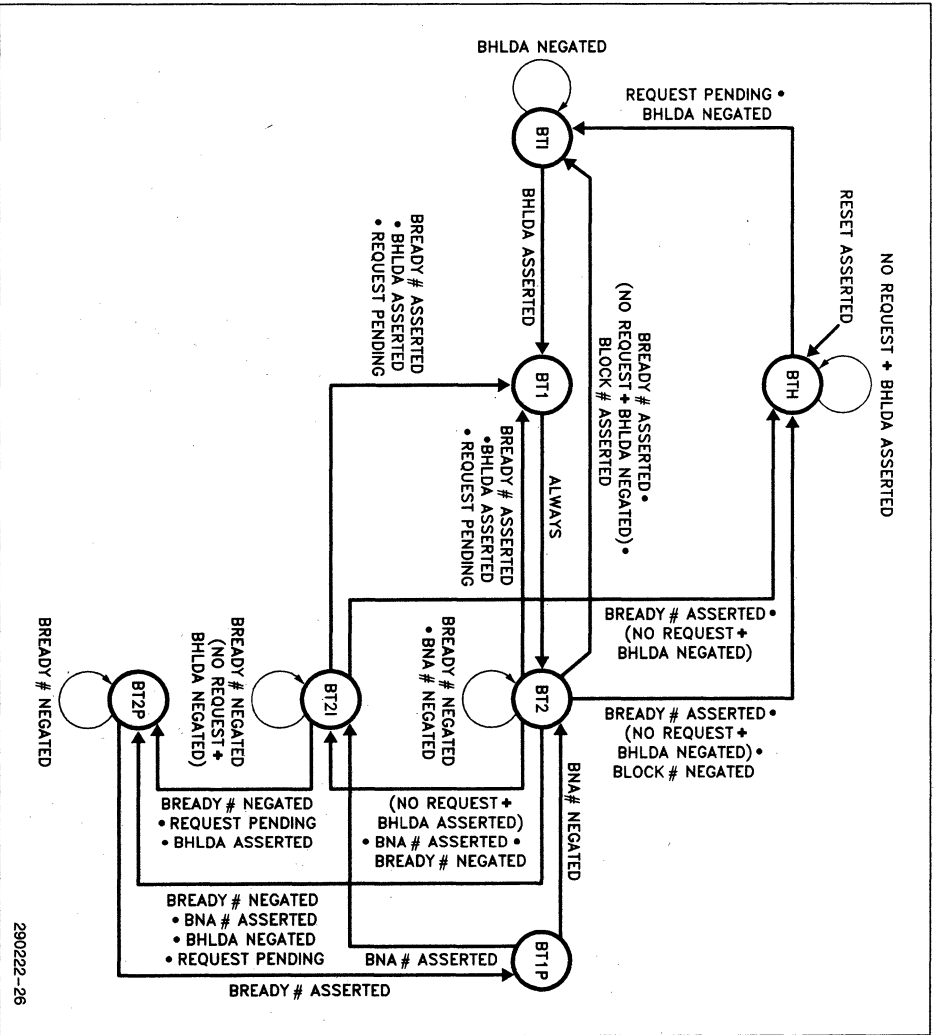 BHLDA NEGATED
REQUEST PENDING •
BHLDA NEGATED
RESET ASSERTED
NO REQUEST + BHLDA ASSERTED
BTI
BTH
BHLDA ASSERTED
BREADY # ASSERTED •
(NO REQUEST + BHLDA NEGATED) •
BLOCK # ASSERTED
BREADY # ASSERTED
• BHLDA ASSERTED
• REQUEST PENDING
BT1
BREADY # ASSERTED
•BHLDA ASSERTED
• REQUEST PENDING
ALWAYS
BREADY # ASSERTED •
(NO REQUEST +
BHLDA NEGATED)
BREADY # NEGATED
BREADY # NEGATED
(NO REQUEST +
BHLDA NEGATED)
BREADY # NEGATED
• BNA # NEGATED
BT2P
BT2I
BT2
BREADY # ASSERTED •
(NO REQUEST +
BHLDA NEGATED) •
BLOCK # NEGATED
BREADY # NEGATED
• REQUEST PENDING
• BHLDA ASSERTED
(NO REQUEST +
BHLDA ASSERTED)
• BNA # ASSERTED •
BREADY # NEGATED
BNA # NEGATED
BREADY # NEGATED
• BNA # ASSERTED
• BHLDA NEGATED
• REQUEST PENDING
BNA # ASSERTED
BT1P
BREADY # ASSERTED
290222-26